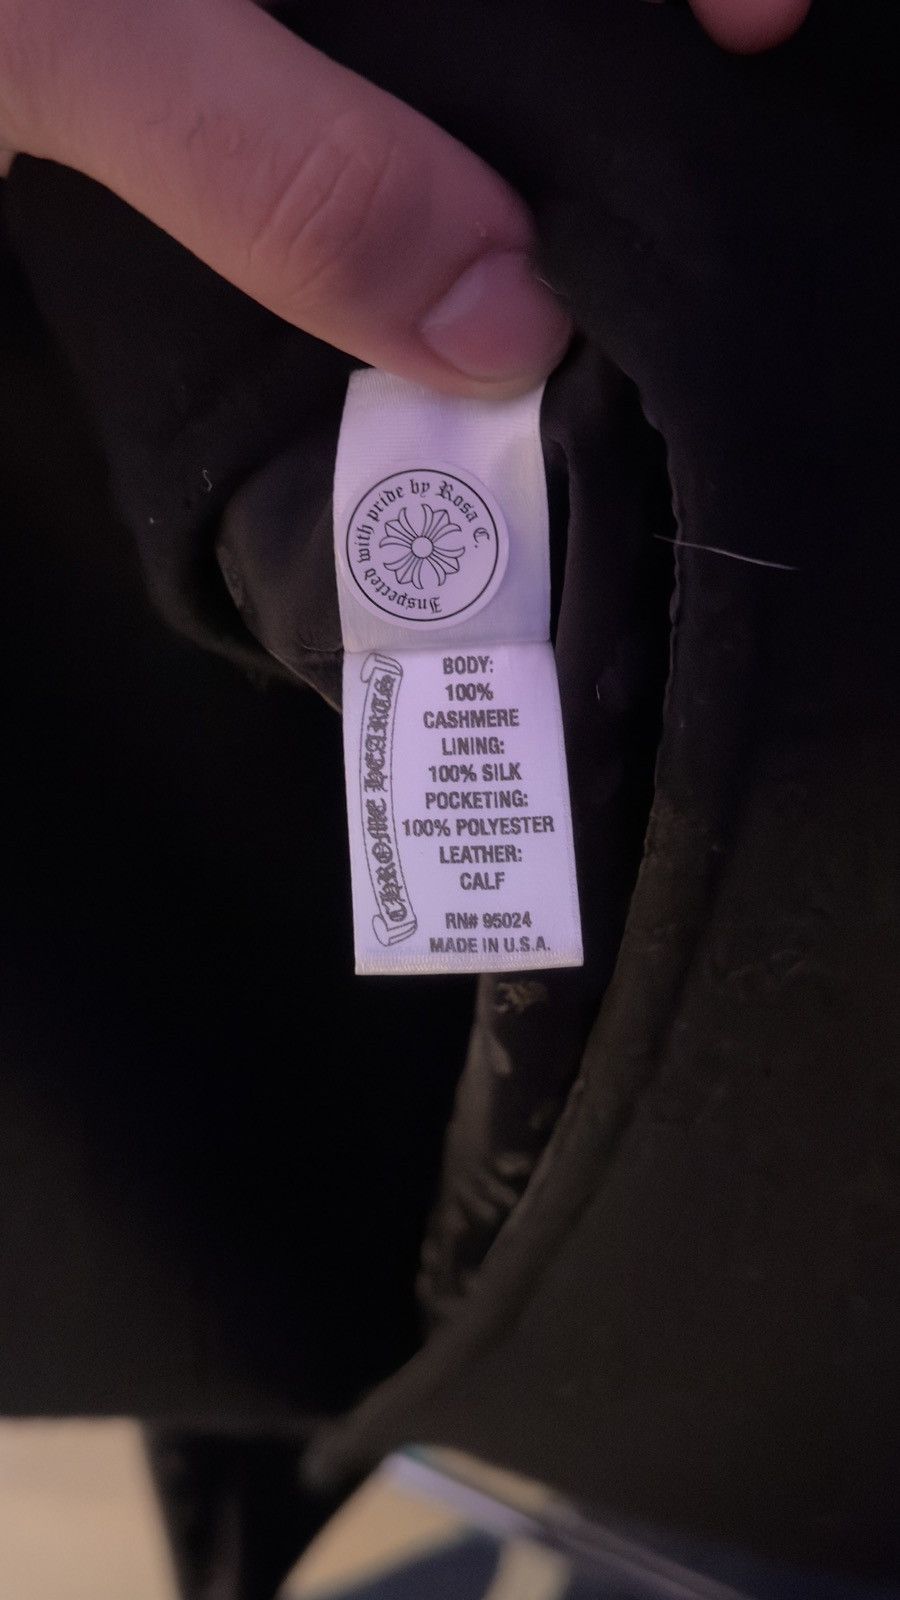 Inspected with pride by Rosa C.
CHROME HEARTS
BODY:
100%
CASHMERE
LINING:
100% SILK
POCKETING:
100% POLYESTER
LEATHER:
CALF
RN# 95024
MADE IN U.S.A.